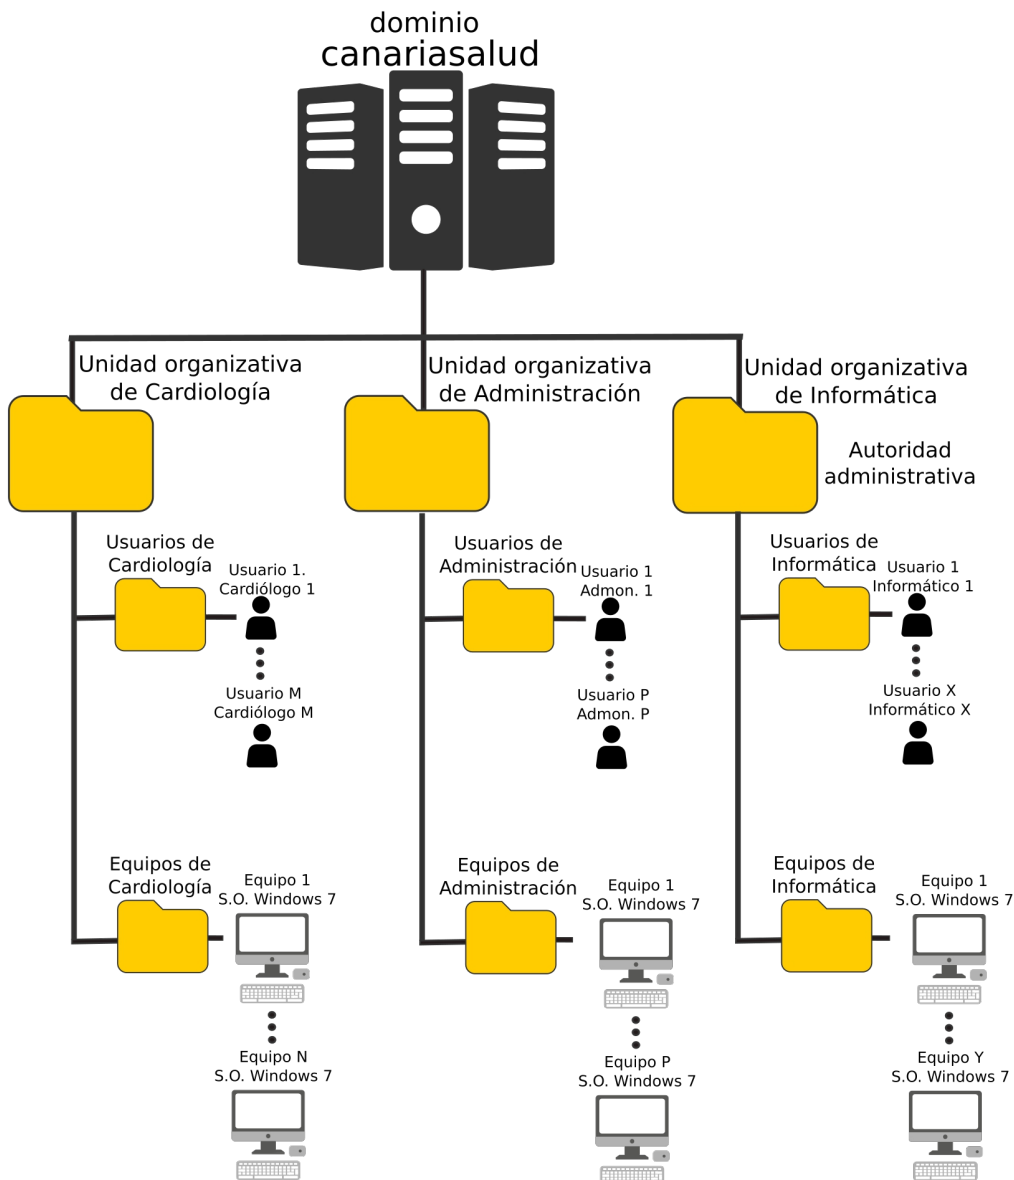 dominio
canariasalud
Unidad organizativa
de Cardiología
Unidad organizativa
de Administración
Unidad organizativa
de Informática
Autoridad
administrativa
Usuarios de
Cardiología
Usuario 1.
Cardiólogo 1
Usuario M
Cardiólogo M
Usuarios de
Administración
Usuario 1
Admon. 1
Usuario P
Admon. P
Usuarios de
Informática
Usuario 1
Informático 1
Usuario X
Informático X
Equipos de
Cardiología
Equipo 1
S.O. Windows 7
Equipo N
S.O. Windows 7
Equipos de
Administración
Equipo 1
S.O. Windows 7
Equipo P
S.O. Windows 7
Equipos de
Informática
Equipo 1
S.O. Windows 7
Equipo Y
S.O. Windows 7